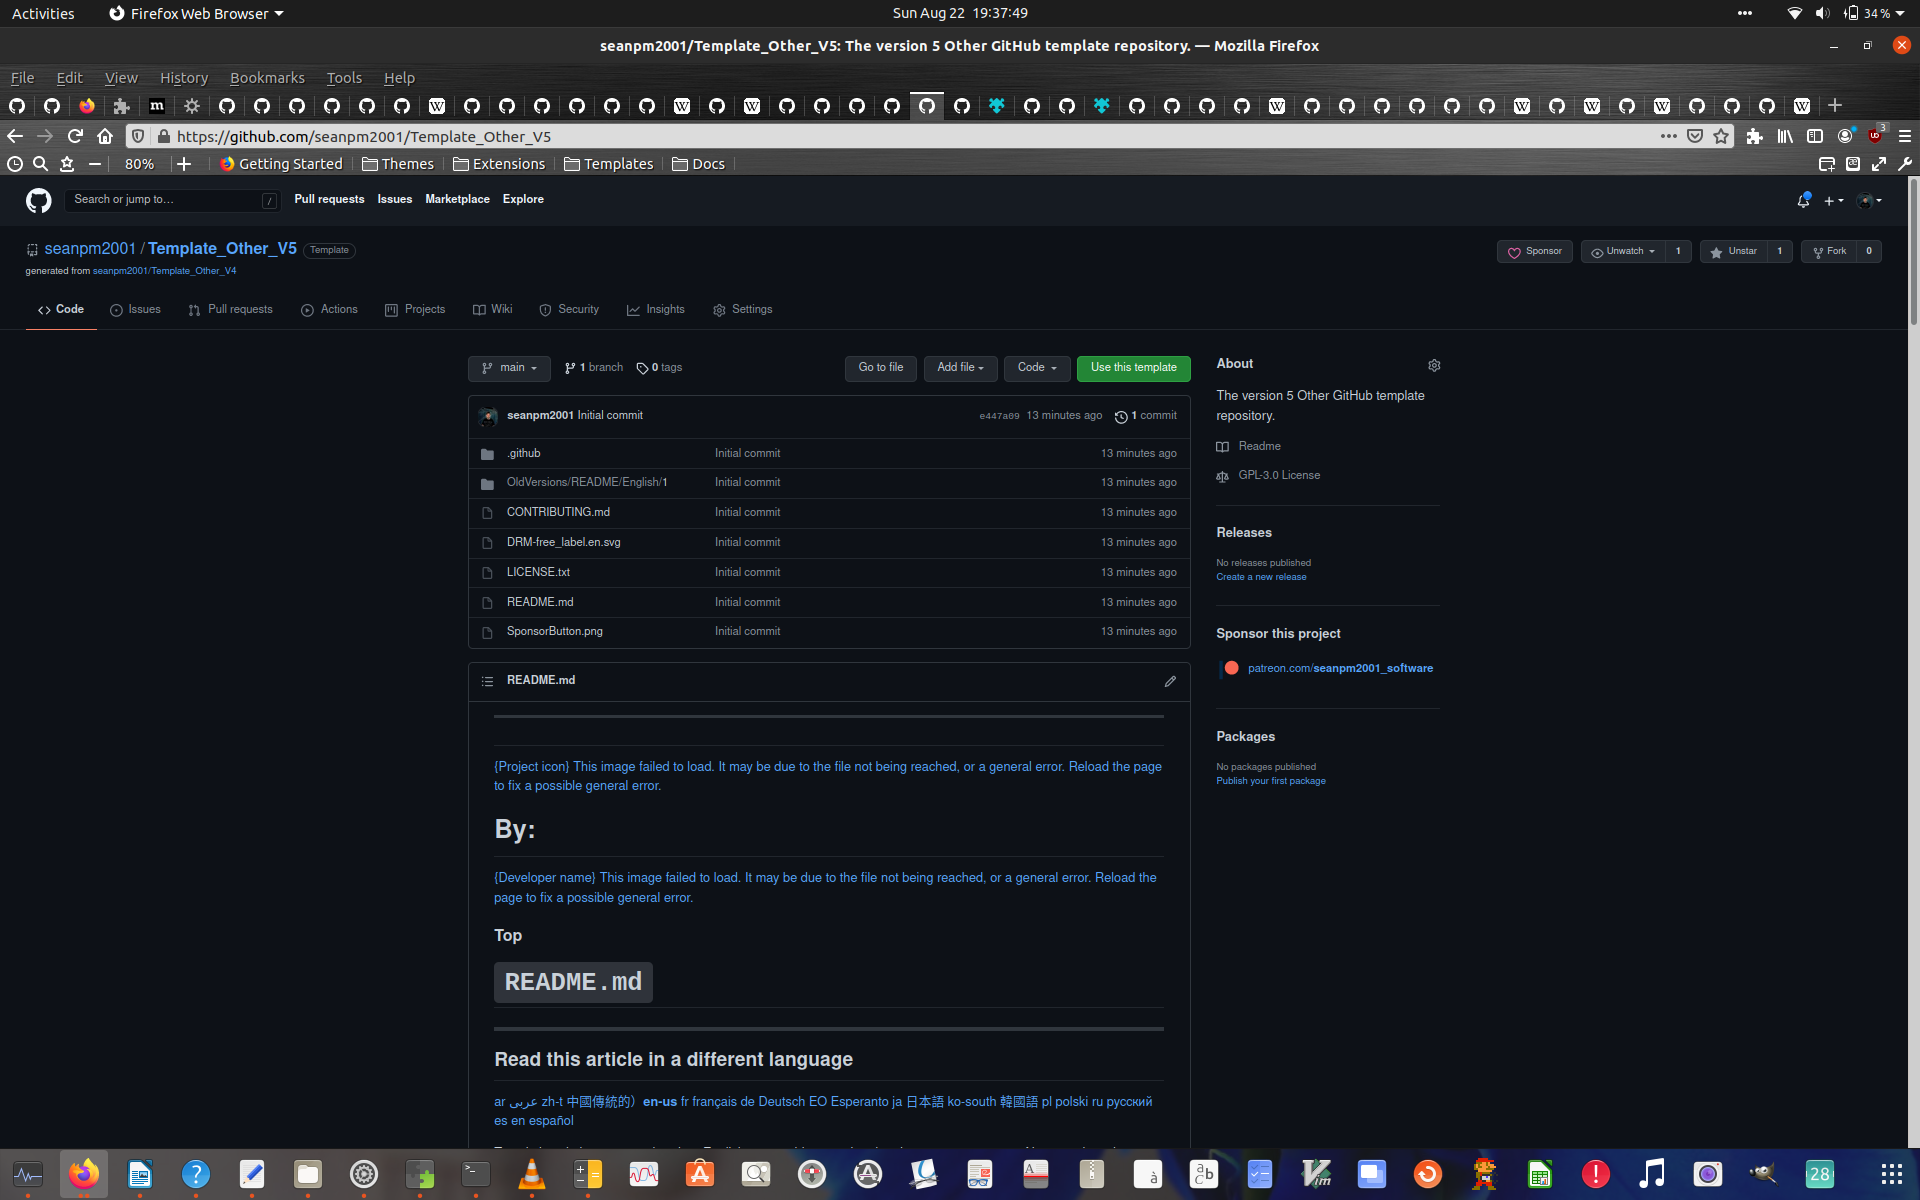 Activities
Firefox Web Browser
Sun Aug 22 19:37:49
34 %
seanpm2001/Template_Other_V5: The version 5 Other GitHub template repository. — Mozilla Firefox
File Edit View History Bookmarks Tools Help
https://github.com/seanpm2001/Template_Other_V5
3
80%
Getting Started
Themes
Extensions
Templates
Docs
Search or jump to… /
Pull requests Issues Marketplace Explore
seanpm2001 / Template_Other_V5 Template
generated from seanpm2001/Template_Other_V4
Sponsor
Unwatch 1
Unstar 1
Fork 0
Code Issues Pull requests Actions Projects Wiki Security Insights Settings
main 1 branch 0 tags
Go to file Add file Code Use this template
seanpm2001 Initial commit e447a09 13 minutes ago 1 commit
.github Initial commit 13 minutes ago
OldVersions/README/English/1 Initial commit 13 minutes ago
CONTRIBUTING.md Initial commit 13 minutes ago
DRM-free_label.en.svg Initial commit 13 minutes ago
LICENSE.txt Initial commit 13 minutes ago
README.md Initial commit 13 minutes ago
SponsorButton.png Initial commit 13 minutes ago
About
The version 5 Other GitHub template
repository.
Readme
GPL-3.0 License
Releases
No releases published
Create a new release
Sponsor this project
patreon.com/seanpm2001_software
Packages
No packages published
Publish your first package
README.md
{Project icon} This image failed to load. It may be due to the file not being reached, or a general error. Reload the page
to fix a possible general error.
By:
{Developer name} This image failed to load. It may be due to the file not being reached, or a general error. Reload the
page to fix a possible general error.
Top
README.md
Read this article in a different language
ar عربى zh-t 中國傳統的）en-us fr français de Deutsch EO Esperanto ja 日本語 ko-south 韓國語 pl polski ru русский
es en español
28